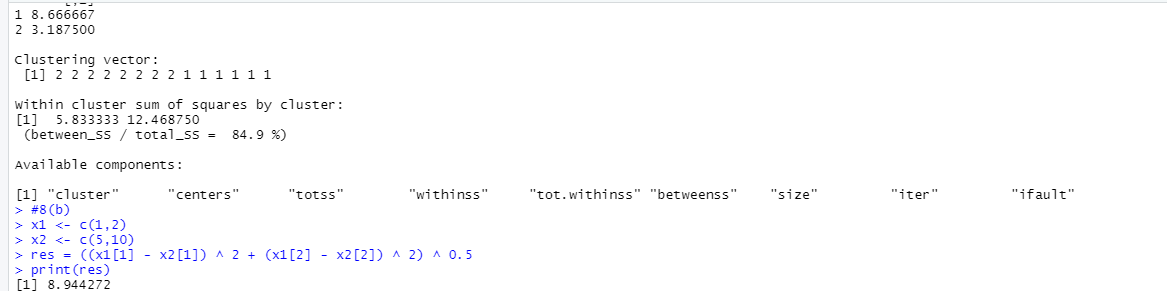 1 8.666667
2 3.187500
Clustering vector:
[1] 2 2 2 2 2 2 2 2 1 1 1 1 1 1
Within cluster sum of squares by cluster:
[1]  5.833333 12.468750
(between_SS / total_SS =  84.9 %)
Available components:
[1] "cluster"      "centers"      "totss"        "withinss"     "tot.withinss" "betweenss"    "size"         "iter"         "ifault"
> #8(b)
> x1 <- c(1,2)
> x2 <- c(5,10)
> res = ((x1[1] - x2[1]) ^ 2 + (x1[2] - x2[2]) ^ 2) ^ 0.5
> print(res)
[1] 8.944272